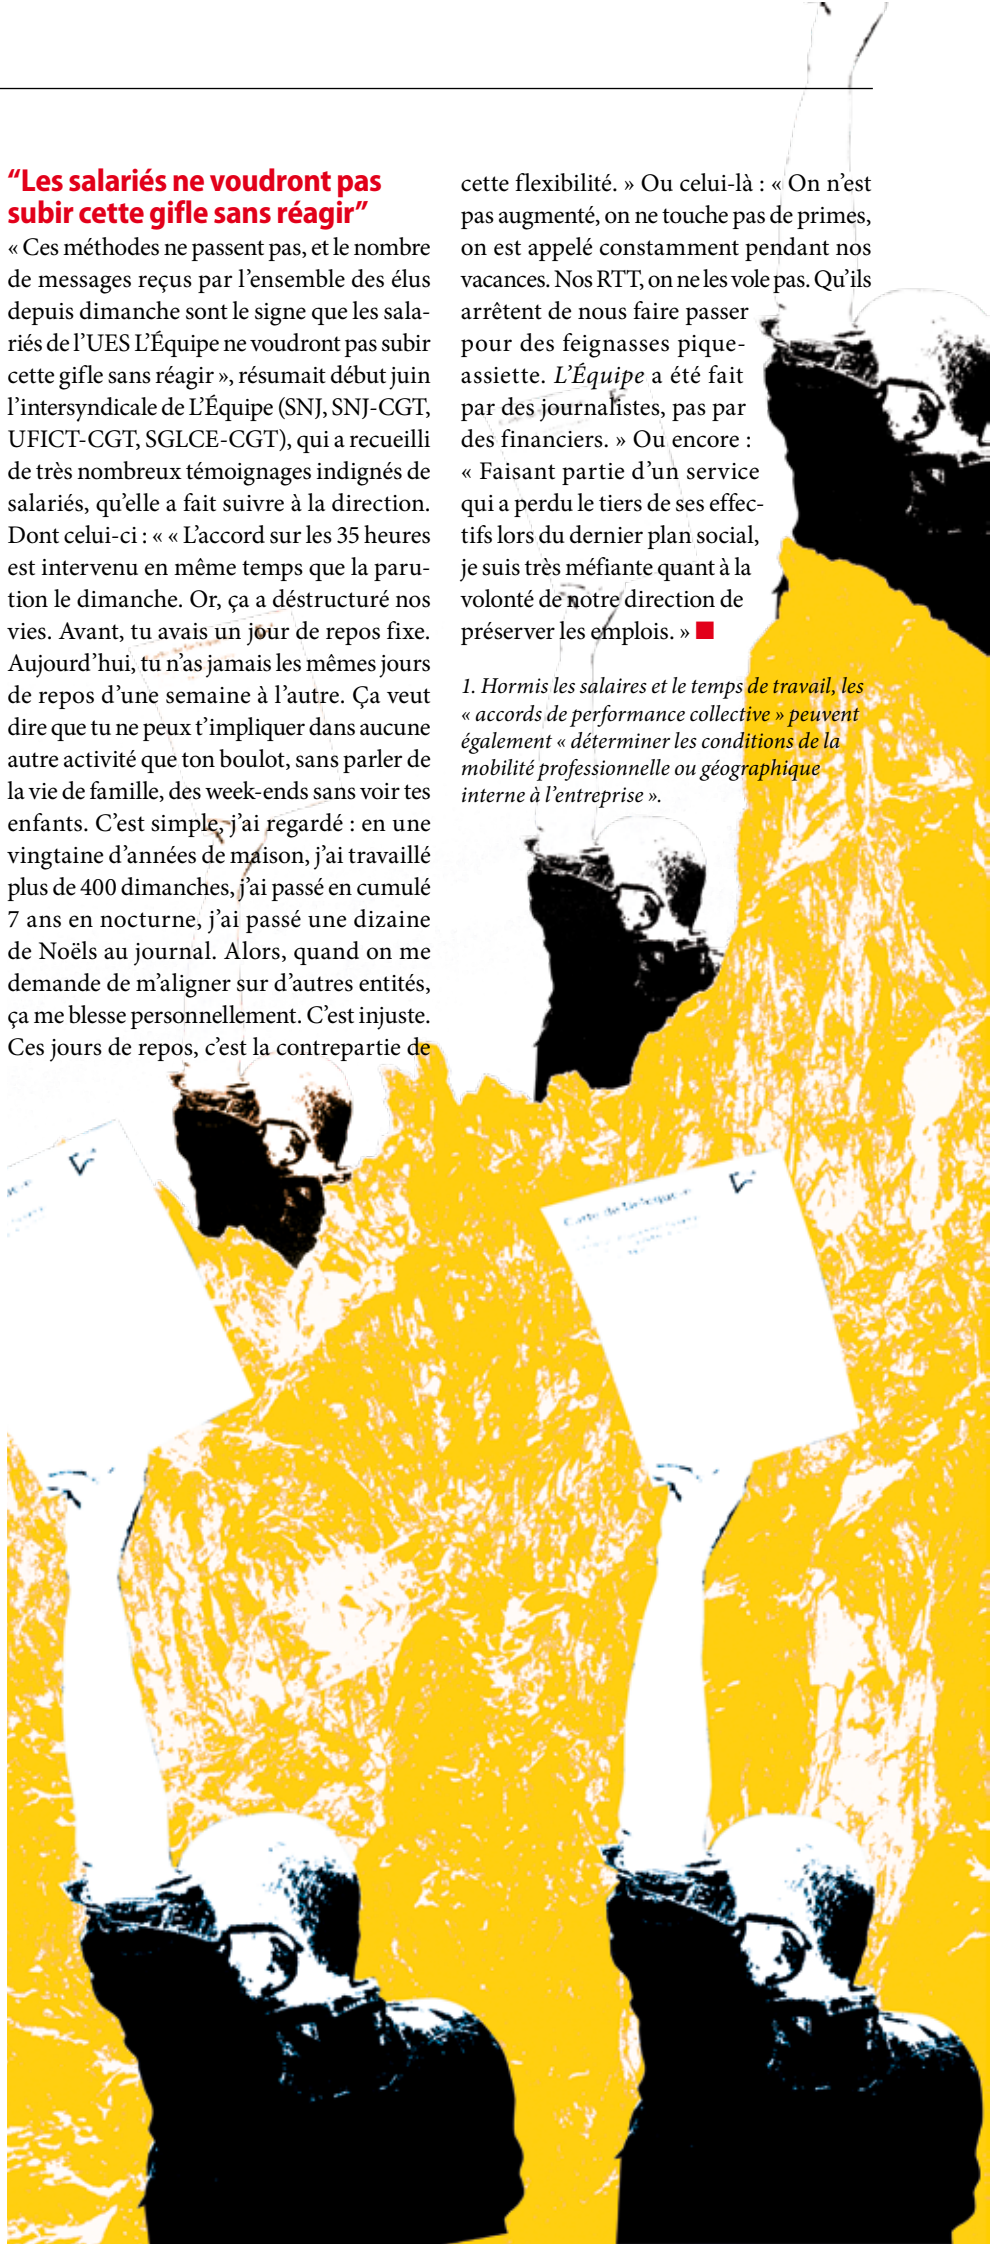 “Les salariés ne voudront pas
subir cette gifle sans réagir”
« Ces méthodes ne passent pas, et le nombre
de messages reçus par l’ensemble des élus
depuis dimanche sont le signe que les sala-
riés de l’UES L’Équipe ne voudront pas subir
cette gifle sans réagir », résumait début juin
l’intersyndicale de L’Équipe (SNJ, SNJ-CGT,
UFICT-CGT, SGLCE-CGT), qui a recueilli
de très nombreux témoignages indignés de
salariés, qu’elle a fait suivre à la direction.
Dont celui-ci : « « L’accord sur les 35 heures
est intervenu en même temps que la paru-
tion le dimanche. Or, ça a déstructuré nos
vies. Avant, tu avais un jour de repos fixe.
Aujourd’hui, tu n’as jamais les mêmes jours
de repos d’une semaine à l’autre. Ça veut
dire que tu ne peux t’impliquer dans aucune
autre activité que ton boulot, sans parler de
la vie de famille, des week-ends sans voir tes
enfants. C’est simple, j’ai regardé : en une
vingtaine d’années de maison, j’ai travaillé
plus de 400 dimanches, j’ai passé en cumulé
7 ans en nocturne, j’ai passé une dizaine
de Noëls au journal. Alors, quand on me
demande de m’aligner sur d’autres entités,
ça me blesse personnellement. C’est injuste.
Ces jours de repos, c’est la contrepartie de
cette flexibilité. » Ou celui-là : « On n’est
pas augmenté, on ne touche pas de primes,
on est appelé constamment pendant nos
vacances. Nos RTT, on ne les vole pas. Qu’ils
arrêtent de nous faire passer
pour des feignasses pique-
assiette. L’Équipe a été fait
par des journalistes, pas par
des financiers. » Ou encore :
« Faisant partie d’un service
qui a perdu le tiers de ses effec-
tifs lors du dernier plan social,
je suis très méfiante quant à la
volonté de notre direction de
préserver les emplois. »
1. Hormis les salaires et le temps de travail, les
« accords de performance collective » peuvent
également « déterminer les conditions de la
mobilité professionnelle ou géographique
interne à l’entreprise ».
Carte de